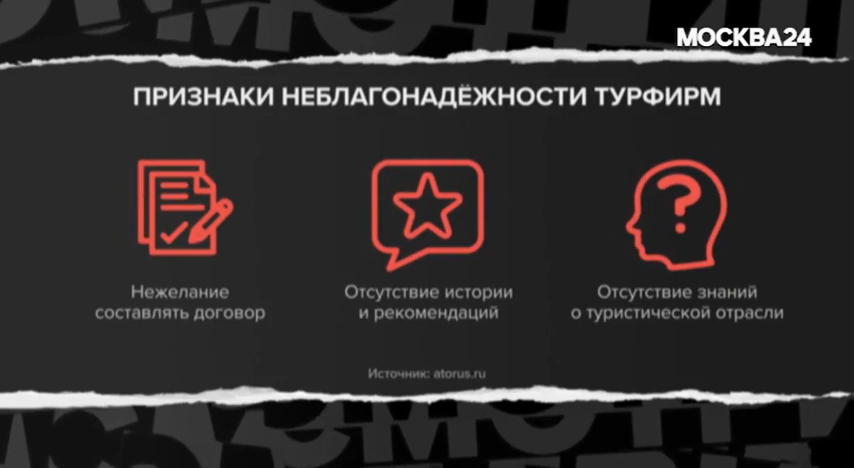 МОСКВА24
ПРИЗНАКИ НЕБЛАГОНАДЁЖНОСТИ ТУРФИРМ
Нежелание
составлять договор
Отсутствие истории
и рекомендаций
Отсутствие знаний
о туристической отрасли
Источник: atorus.ru